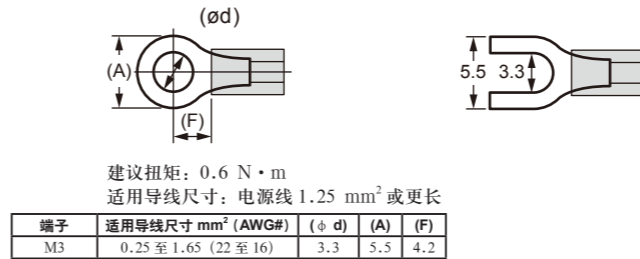 (ød)
(A)
(F)
5.5
3.3
建议扭矩：0.6 N・m
适用导线尺寸：电源线 1.25 mm² 或更长
端子 适用导线尺寸 mm²（AWG#） (ф d) (A) (F)
M3 0.25 至 1.65（22 至 16） 3.3 5.5 4.2